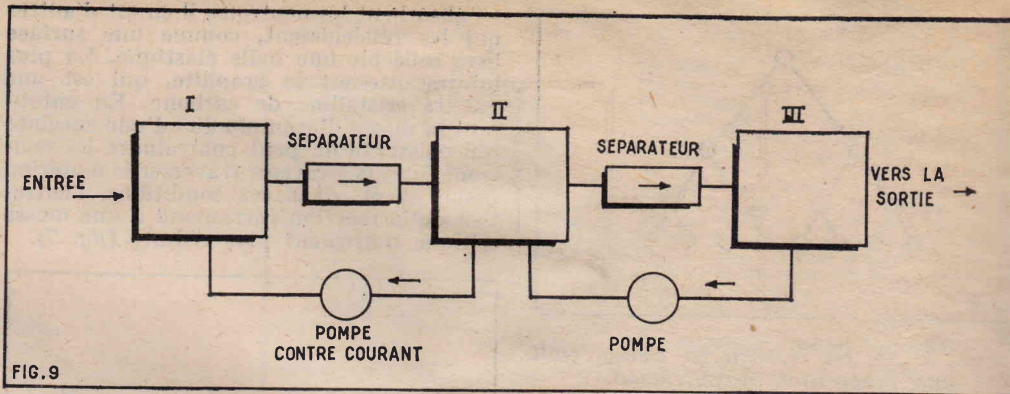 I
II
III
SEPARATEUR
SEPARATEUR
ENTREE
VERS LA
SORTIE
POMPE
CONTRE COURANT
POMPE
FIG.9